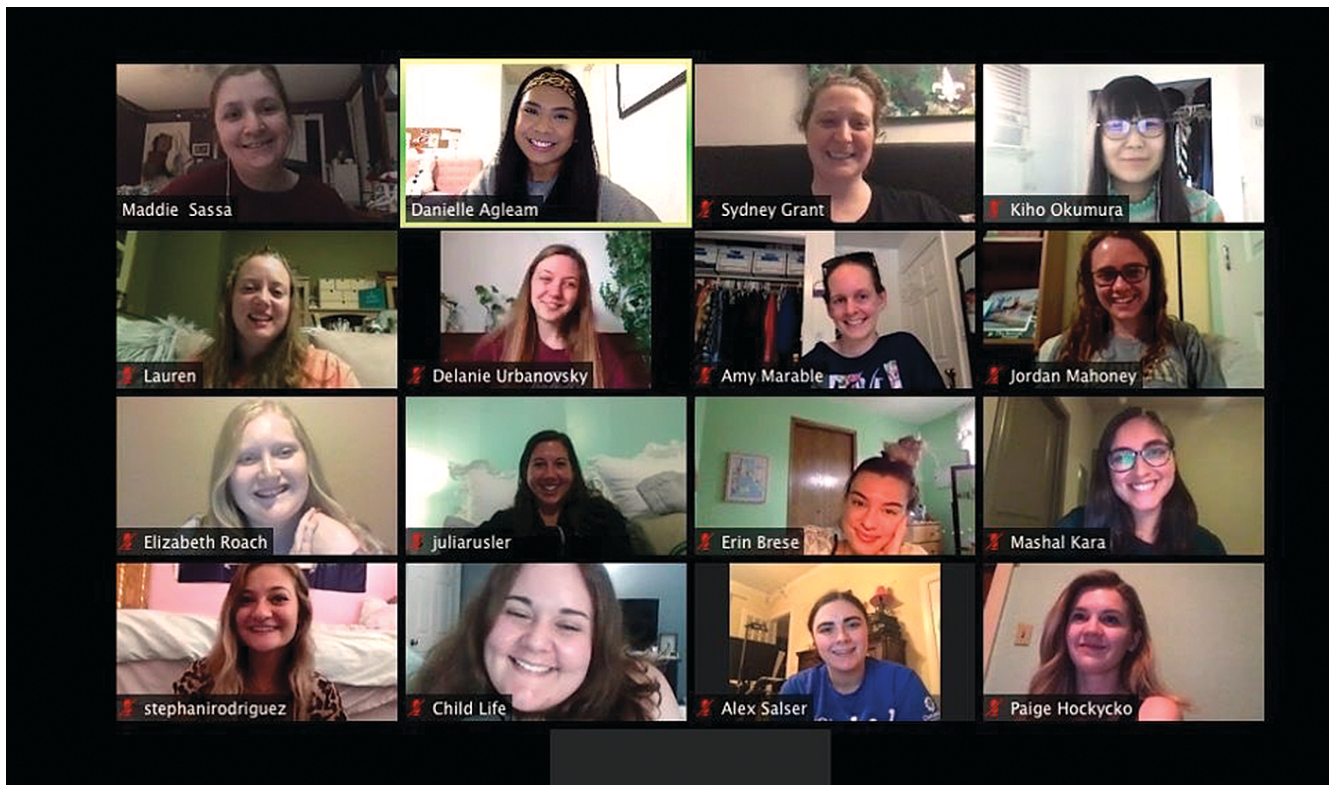 Maddie  Sassa
Danielle Agleam
Sydney Grant
Kiho Okumura
Lauren
Delanie Urbanovsky
Amy Marable
Jordan Mahoney
Elizabeth Roach
juliarusler
Erin Brese
Mashal Kara
stephanirodriguez
Child Life
Alex Salser
Paige Hockycko